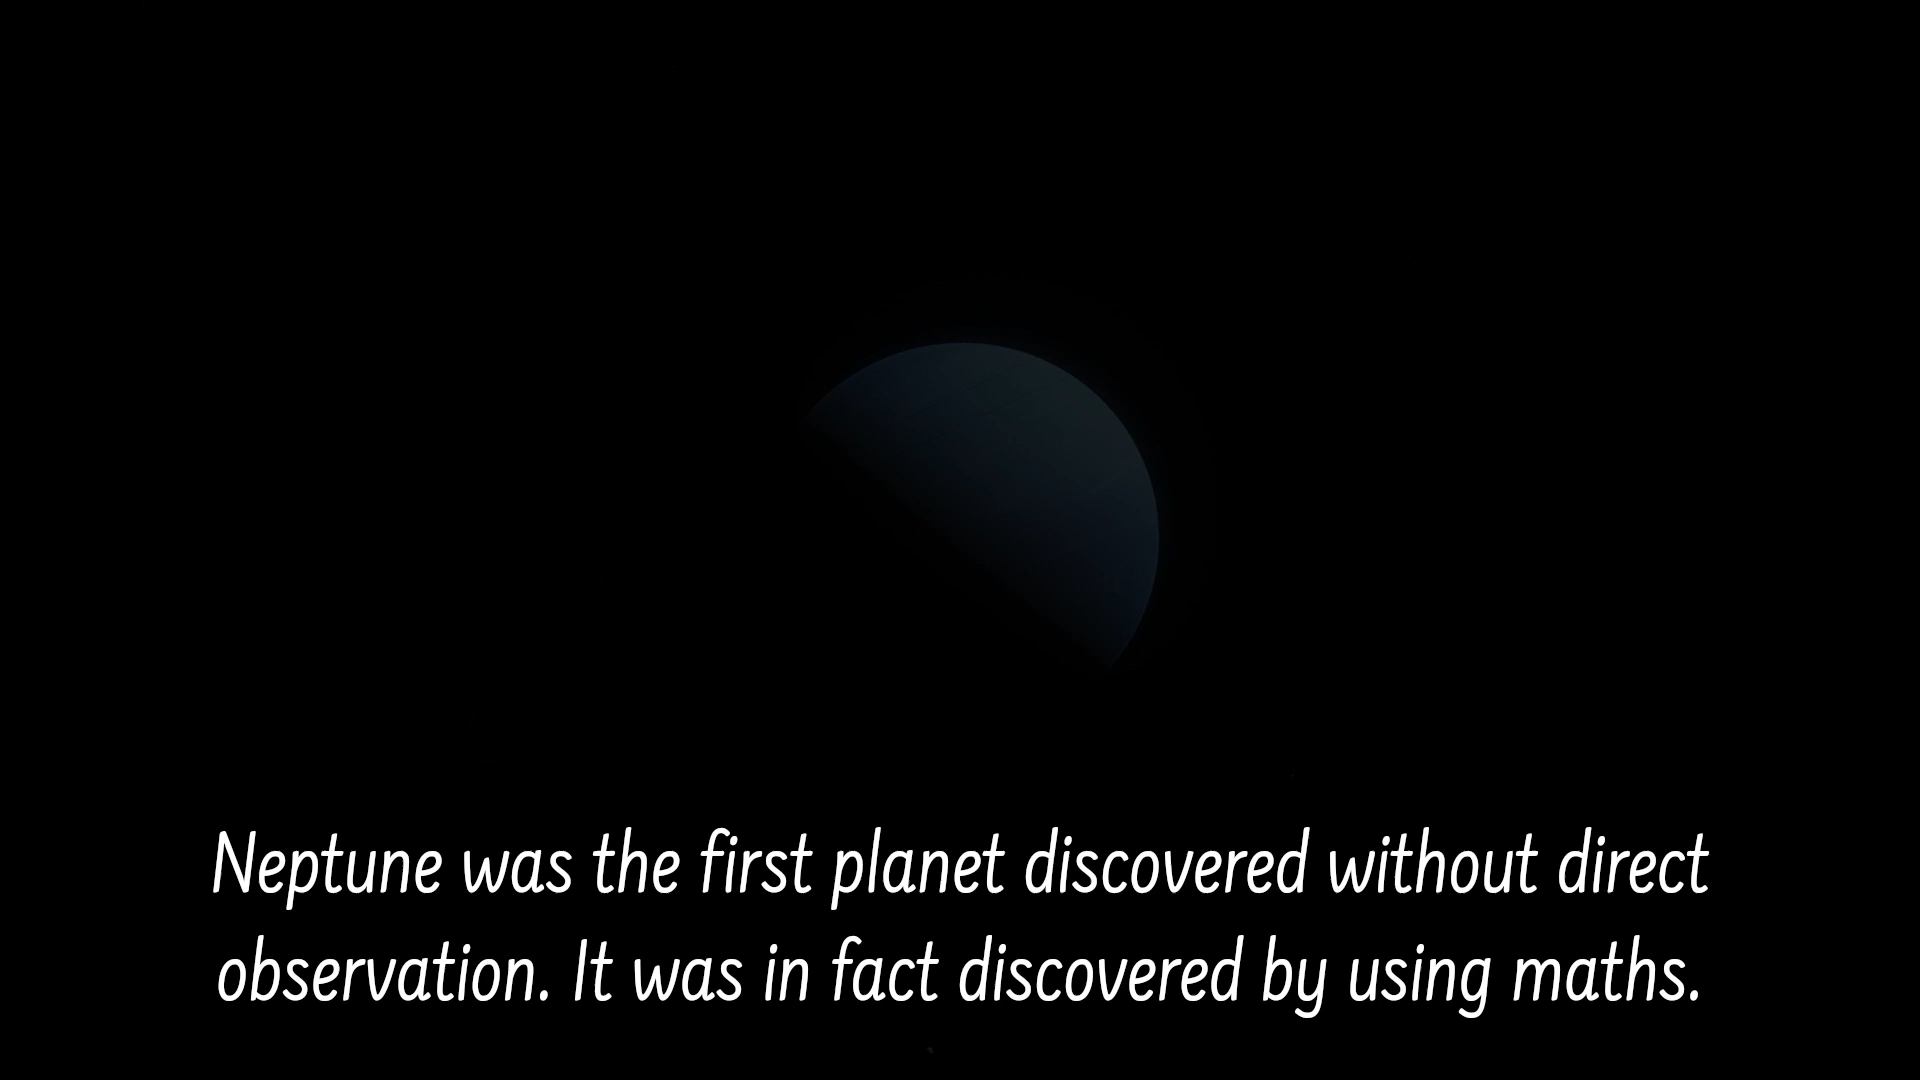 Neptune was the first planet discovered without direct
observation. It was in fact discovered by using maths.